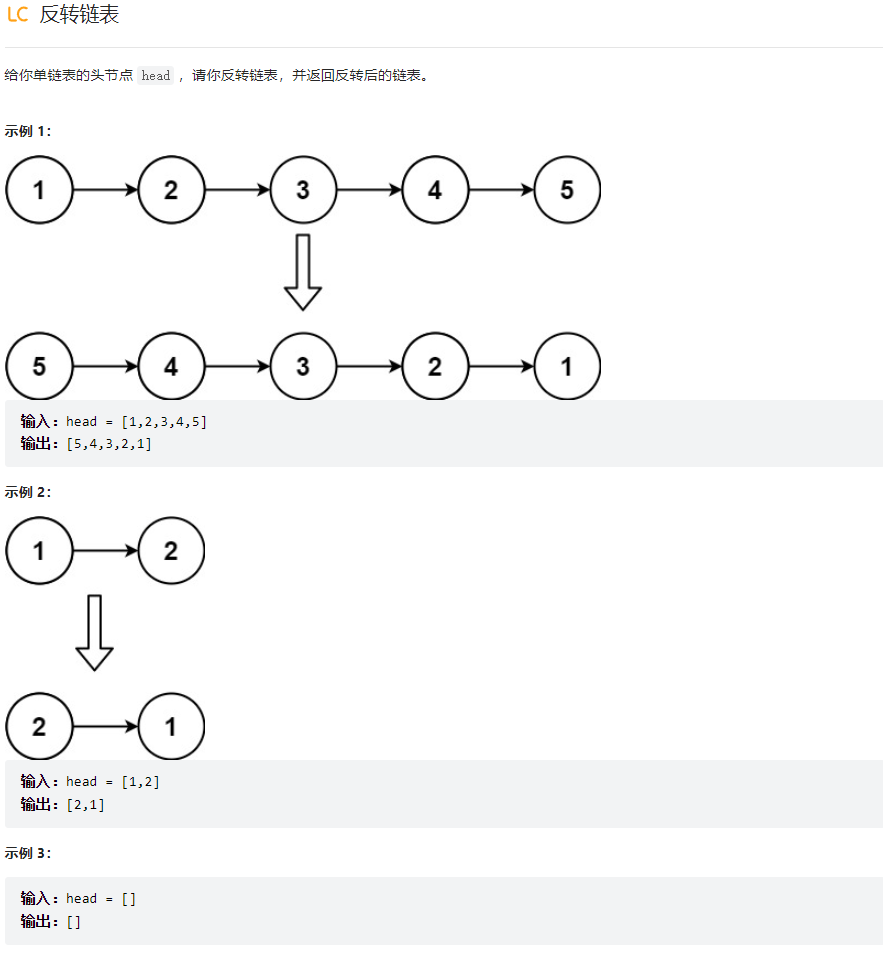 LC 反转链表
给你单链表的头节点 head ，请你反转链表，并返回反转后的链表。
示例 1：
1 2 3 4 5
5 4 3 2 1
输入：head = [1,2,3,4,5]
输出：[5,4,3,2,1]
示例 2：
1 2
2 1
输入：head = [1,2]
输出：[2,1]
示例 3：
输入：head = []
输出：[]